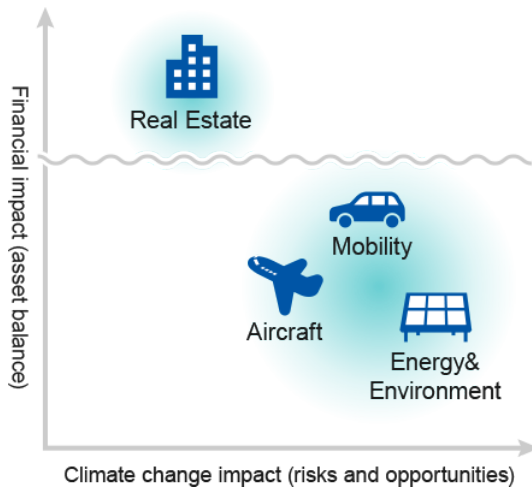 Financial impact (asset balance)
Real Estate
Mobility
Aircraft
Energy&
Environment
Climate change impact (risks and opportunities)